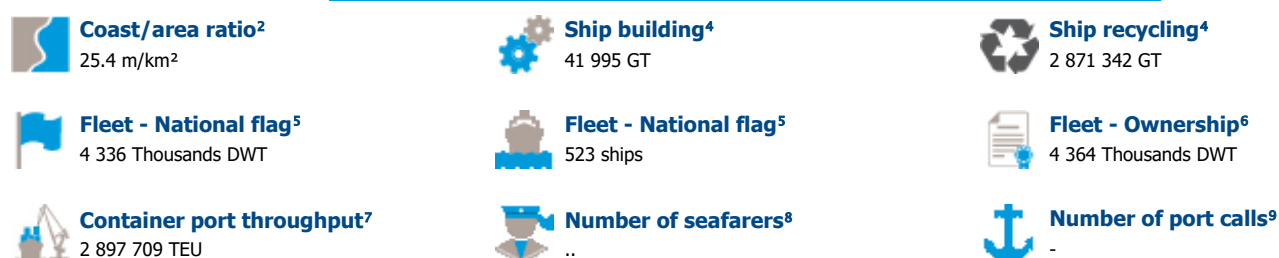 Coast/area ratio²
25.4 m/km²
Ship building⁴
41 995 GT
Ship recycling⁴
2 871 342 GT
Fleet - National flag⁵
4 336 Thousands DWT
Fleet - National flag⁵
523 ships
Fleet - Ownership⁶
4 364 Thousands DWT
Container port throughput⁷
2 897 709 TEU
Number of seafarers⁸
..
Number of port calls⁹
-